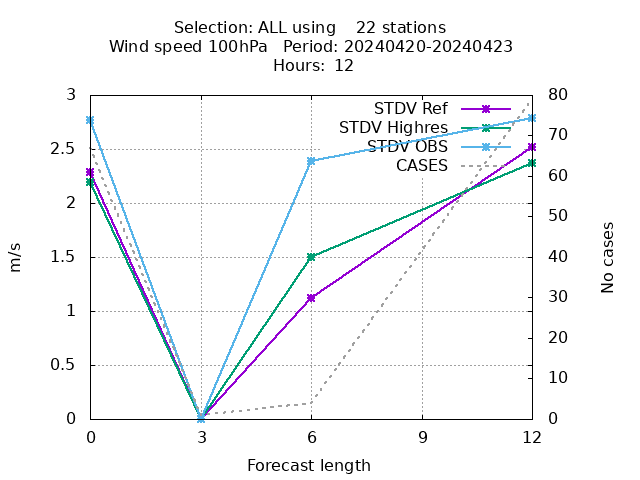 Selection: ALL using    22 stations
Wind speed 100hPa   Period: 20240420-20240423
Hours: 12
STDV Ref
STDV Highres
STDV OBS
CASES
3
2.5
2
1.5
1
0.5
0
80
70
60
50
40
30
20
10
0
m/s
No cases
0 3 6 9 12
Forecast length